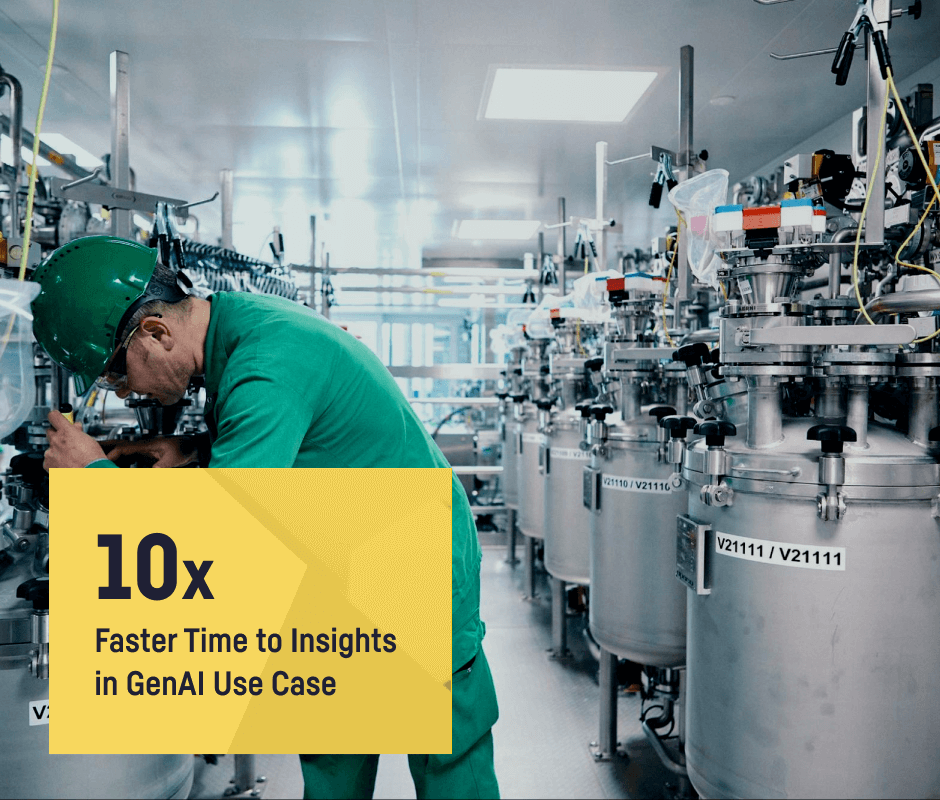 10x
Faster Time to Insights
in GenAI Use Case
V21110 / V21110
V21111 / V21111